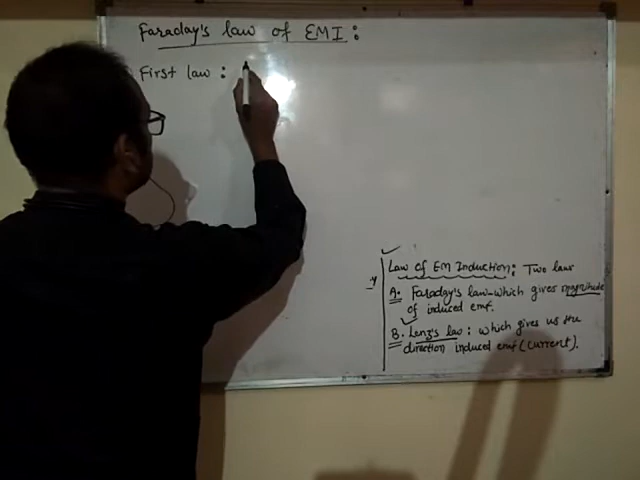 Faraday's law of EMI:
First law:
Law of EM Induction: Two laws
A. Faraday's law - which gives magnitude
of induced emf.
B. Lenz's law: which gives us the
direction induced emf (current).